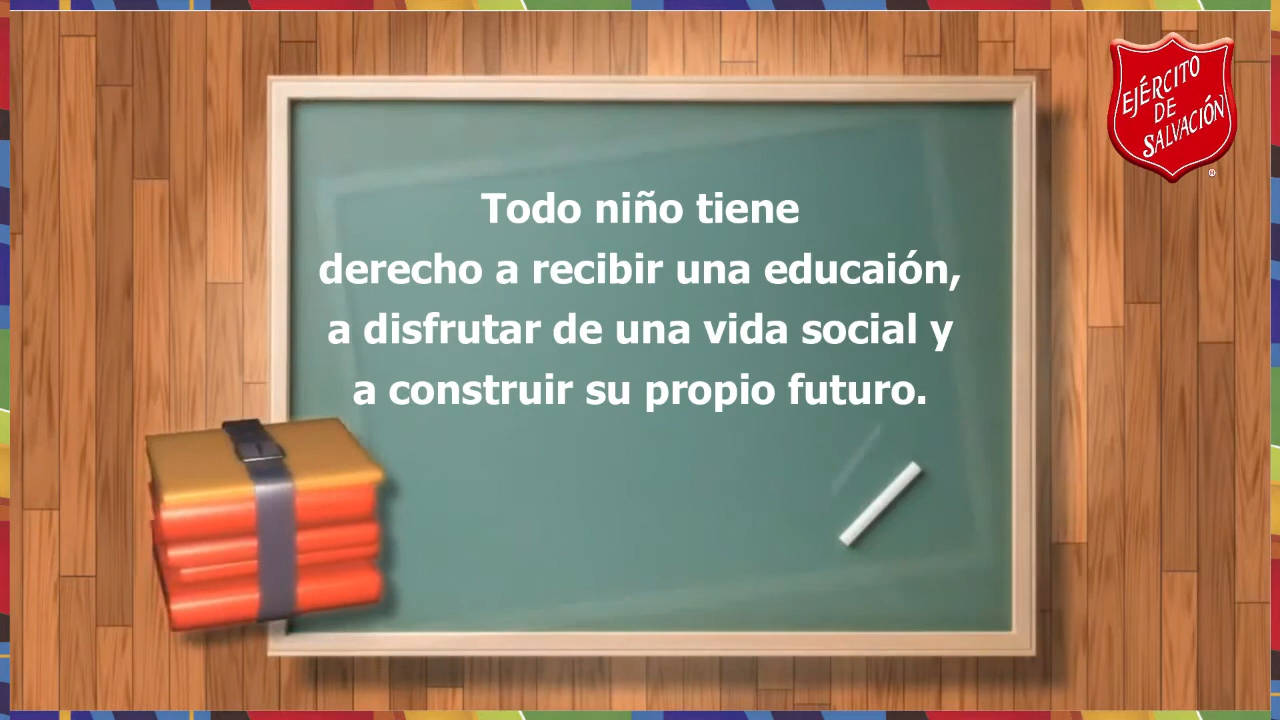 EJÉRCITO
DE
SALVACIÓN
Todo niño tiene
derecho a recibir una educaión,
a disfrutar de una vida social y
a construir su propio futuro.